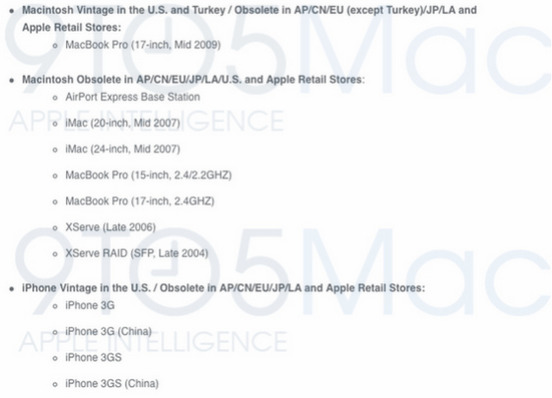 • Macintosh Vintage in the U.S. and Turkey / Obsolete in AP/CN/EU (except Turkey)/JP/LA and
Apple Retail Stores:
MacBook Pro (17-inch, Mid 2009)
• Macintosh Obsolete in AP/CN/EU/JP/LA/U.S. and Apple Retail Stores:
AirPort Express Base Station
iMac (20-inch, Mid 2007)
iMac (24-inch, Mid 2007)
MacBook Pro (15-inch, 2.4/2.2GHZ)
MacBook Pro (17-inch, 2.4GHZ)
XServe (Late 2006)
XServe RAID (SFP, Late 2004)
• iPhone Vintage in the U.S. / Obsolete in AP/CN/EU/JP/LA and Apple Retail Stores:
iPhone 3G
iPhone 3G (China)
iPhone 3GS
iPhone 3GS (China)
9TO5Mac
APPLE INTELLIGENCE
9TO5Mac
APPLE INTELLIGENCE